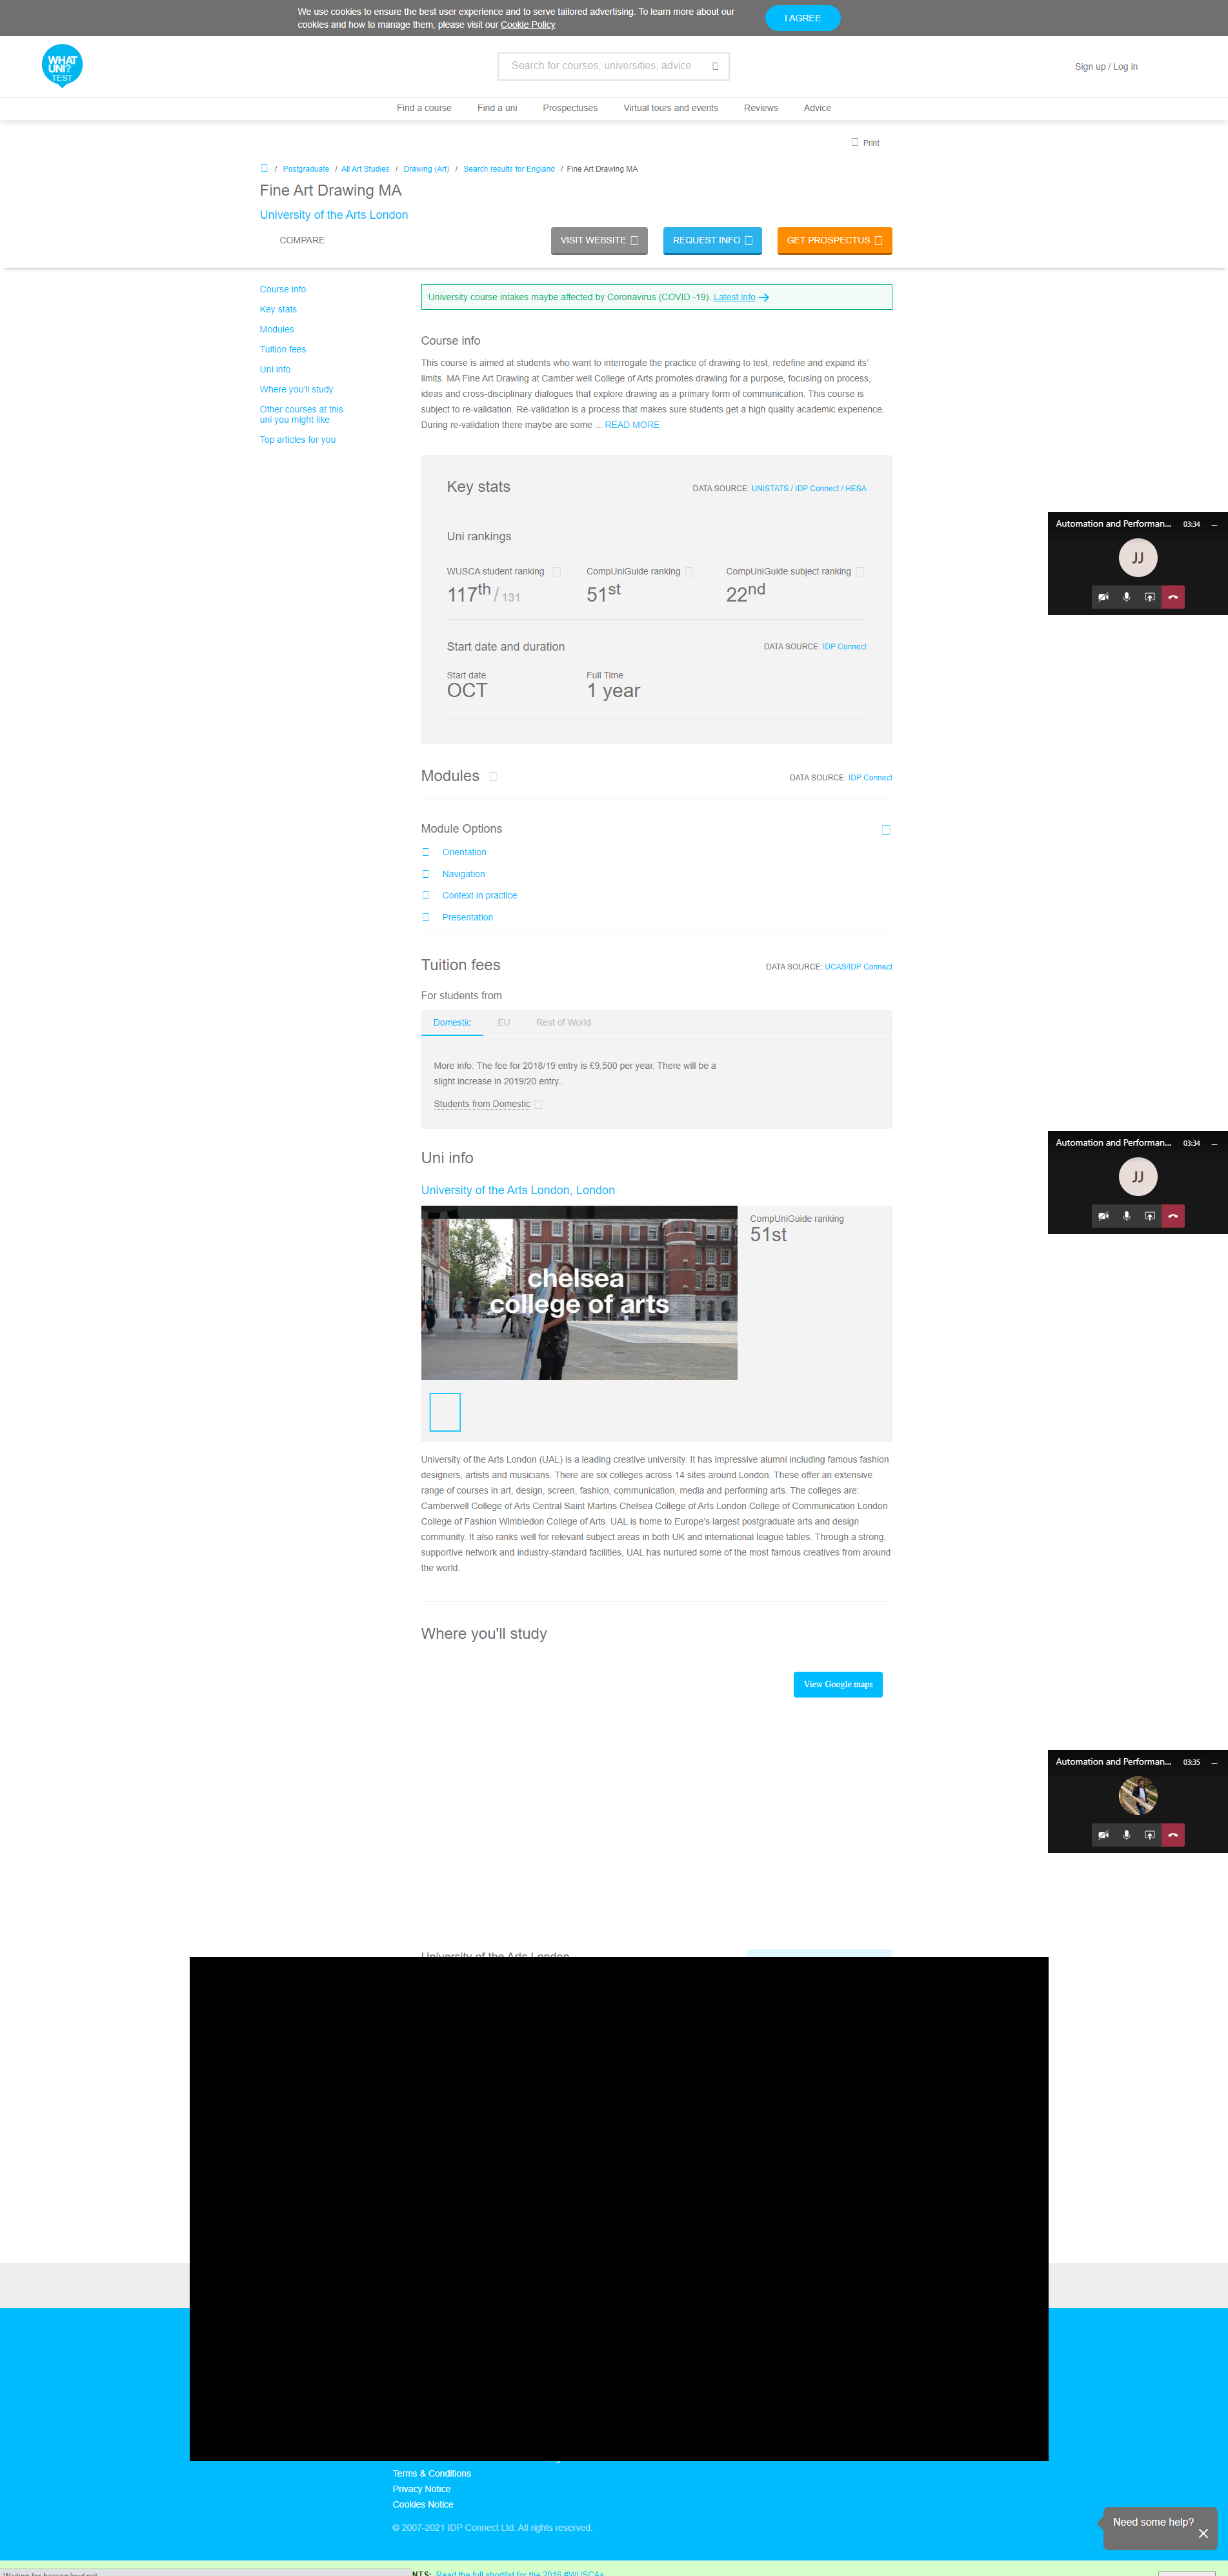 We use cookies to ensure the best user experience and to serve tailored advertising. To learn more about our
cookies and how to manage them, please visit our Cookie Policy
I AGREE
WHAT
UNI?
TEST
Search for courses, universities, advice
Sign up / Log in
Find a course
Find a uni
Prospectuses
Virtual tours and events
Reviews
Advice
Print
/ Postgraduate / All Art Studies / Drawing (Art) / Search results for England / Fine Art Drawing MA
Fine Art Drawing MA
University of the Arts London
COMPARE
VISIT WEBSITE
REQUEST INFO
GET PROSPECTUS
Course info
Key stats
Modules
Tuition fees
Uni info
Where you'll study
Other courses at this
uni you might like
Top articles for you
University course intakes maybe affected by Coronavirus (COVID -19). Latest info
Course info
This course is aimed at students who want to interrogate the practice of drawing to test, redefine and expand its'
limits. MA Fine Art Drawing at Camber well College of Arts promotes drawing for a purpose, focusing on process,
ideas and cross-disciplinary dialogues that explore drawing as a primary form of communication. This course is
subject to re-validation. Re-validation is a process that makes sure students get a high quality academic experience.
During re-validation there maybe are some ... READ MORE
Key stats
DATA SOURCE: UNISTATS / IDP Connect / HESA
Uni rankings
WUSCA student ranking
117th / 131
CompUniGuide ranking
51st
CompUniGuide subject ranking
22nd
Start date and duration
DATA SOURCE: IDP Connect
Start date
OCT
Full Time
1 year
Automation and Performan... 03:34
JJ
Modules
DATA SOURCE: IDP Connect
Module Options
Orientation
Navigation
Context in practice
Presentation
Tuition fees
DATA SOURCE: UCAS/IDP Connect
For students from
Domestic
EU
Rest of World
More info: The fee for 2018/19 entry is £9,500 per year. There will be a
slight increase in 2019/20 entry..
Students from Domestic
Automation and Performan... 03:34
JJ
Uni info
University of the Arts London, London
chelsea
college of arts
CompUniGuide ranking
51st
University of the Arts London (UAL) is a leading creative university. It has impressive alumni including famous fashion
designers, artists and musicians. There are six colleges across 14 sites around London. These offer an extensive
range of courses in art, design, screen, fashion, communication, media and performing arts. The colleges are:
Camberwell College of Arts Central Saint Martins Chelsea College of Arts London College of Communication London
College of Fashion Wimbledon College of Arts. UAL is home to Europe's largest postgraduate arts and design
community. It also ranks well for relevant subject areas in both UK and international league tables. Through a strong,
supportive network and industry-standard facilities, UAL has nurtured some of the most famous creatives from around
the world.
Where you'll study
View Google maps
Automation and Performan... 03:35
University of the Arts London
Terms & Conditions
Privacy Notice
Cookies Notice
© 2007-2021 IDP Connect Ltd. All rights reserved.
Need some help?
NTS: Read the full shortlist for the 2016 #WUSCAs